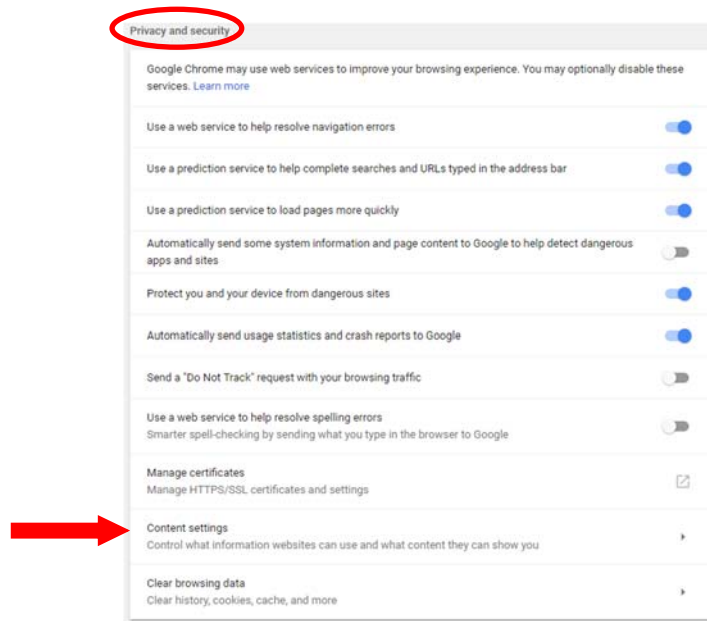 Privacy and security
Google Chrome may use web services to improve your browsing experience. You may optionally disable these
services. Learn more
Use a web service to help resolve navigation errors
Use a prediction service to help complete searches and URLs typed in the address bar
Use a prediction service to load pages more quickly
Automatically send some system information and page content to Google to help detect dangerous
apps and sites
Protect you and your device from dangerous sites
Automatically send usage statistics and crash reports to Google
Send a "Do Not Track" request with your browsing traffic
Use a web service to help resolve spelling errors
Smarter spell-checking by sending what you type in the browser to Google
Manage certificates
Manage HTTPS/SSL certificates and settings
Content settings
Control what information websites can use and what content they can show you
Clear browsing data
Clear history, cookies, cache, and more